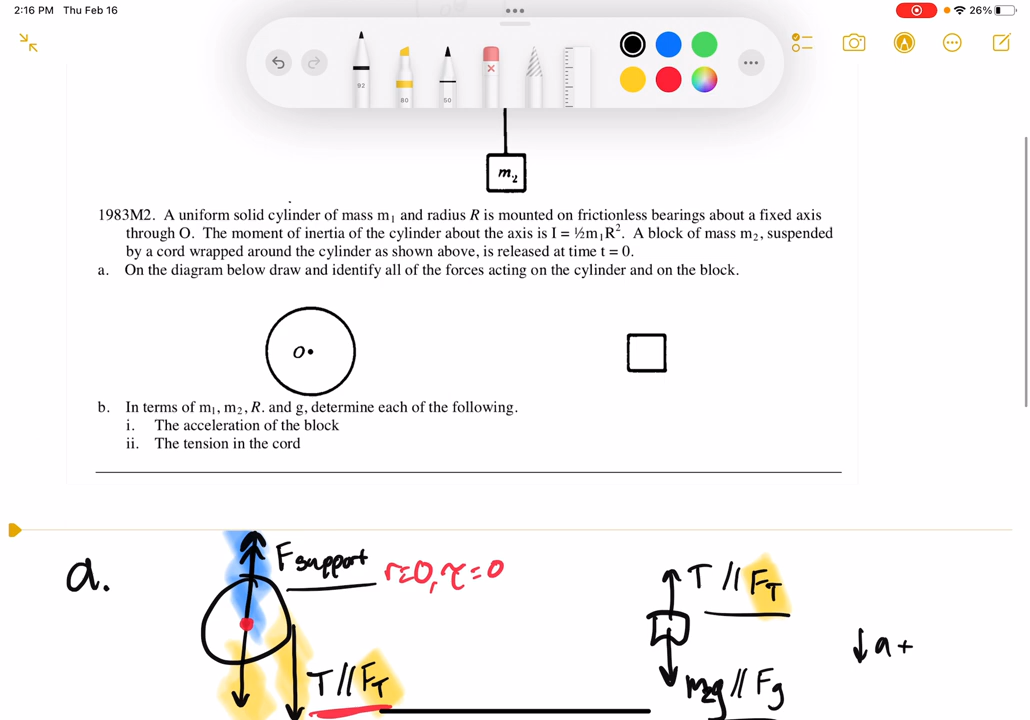 2:16 PM Thu Feb 16
26%
92
80
50
m₂
1983M2. A uniform solid cylinder of mass m₁ and radius R is mounted on frictionless bearings about a fixed axis
through O. The moment of inertia of the cylinder about the axis is I = ½m₁R². A block of mass m₂, suspended
by a cord wrapped around the cylinder as shown above, is released at time t = 0.
a. On the diagram below draw and identify all of the forces acting on the cylinder and on the block.
O
b. In terms of m₁, m₂, R. and g, determine each of the following.
i. The acceleration of the block
ii. The tension in the cord
a.
Fsupport
r=0, τ=0
T // F_T
T // F_T
m₂g // Fg
↓a+